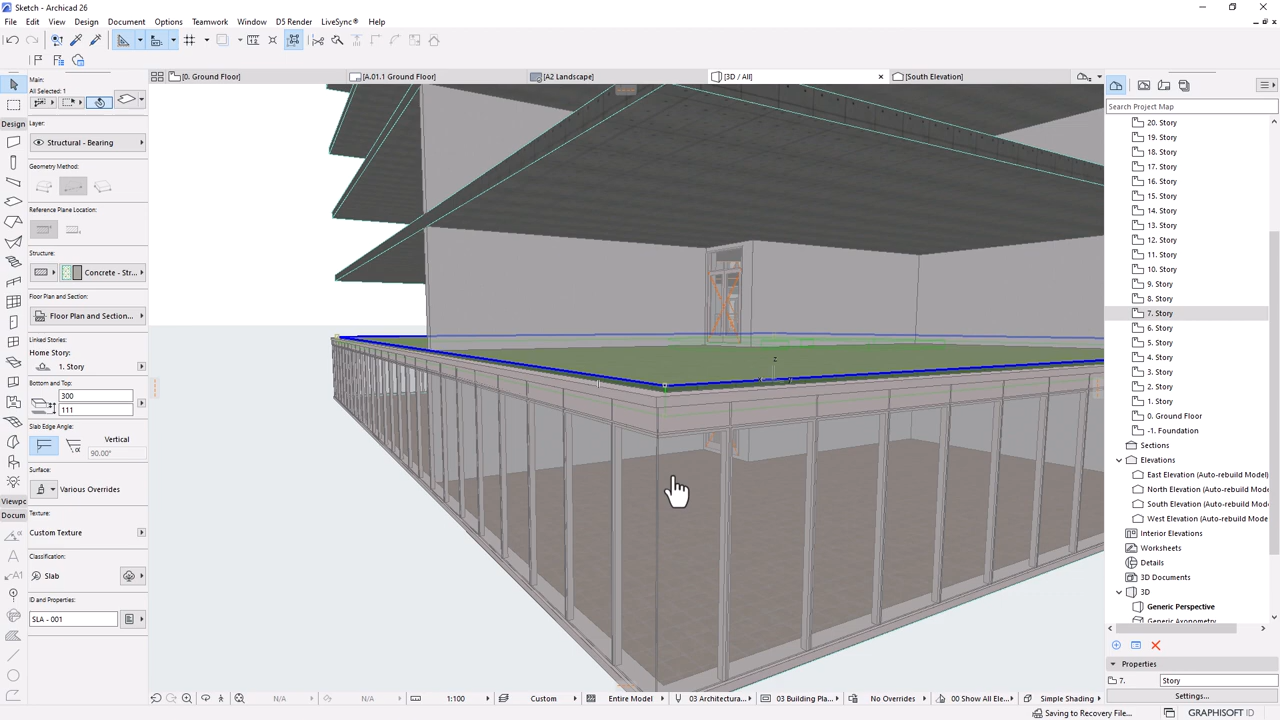 Sketch - Archicad 26
File Edit View Design Document Options Teamwork Window D5 Render LiveSync® Help
[0. Ground Floor]
[A.01.1 Ground Floor]
[A2 Landscape]
[3D / All]
[South Elevation]
Main:
All Selected: 1
Design
Layer:
Structural - Bearing
Geometry Method:
Reference Plane Location:
Structure:
Concrete - Str...
Floor Plan and Section:
Floor Plan and Section...
Linked Stories:
Home Story:
1. Story
Bottom and Top:
300
111
Slab Edge Angle:
Vertical
90.00°
Surface:
Various Overrides
Viewpc
Texture:
Docum
Custom Texture
Classification:
Slab
ID and Properties:
SLA - 001
z
Search Project Map
20. Story
19. Story
18. Story
17. Story
16. Story
15. Story
14. Story
13. Story
12. Story
11. Story
10. Story
9. Story
8. Story
7. Story
6. Story
5. Story
4. Story
3. Story
2. Story
1. Story
0. Ground Floor
-1. Foundation
Sections
Elevations
East Elevation (Auto-rebuild Model
North Elevation (Auto-rebuild Mode
South Elevation (Auto-rebuild Mode
West Elevation (Auto-rebuild Mode
Interior Elevations
Worksheets
Details
3D Documents
3D
Generic Perspective
Generic Axonometry
Properties
7.
Story
Settings...
N/A
N/A
1:100
Custom
Entire Model
03 Architectura...
03 Building Pla...
No Overrides
00 Show All Ele...
Simple Shading
Saving to Recovery File...
GRAPHISOFT ID